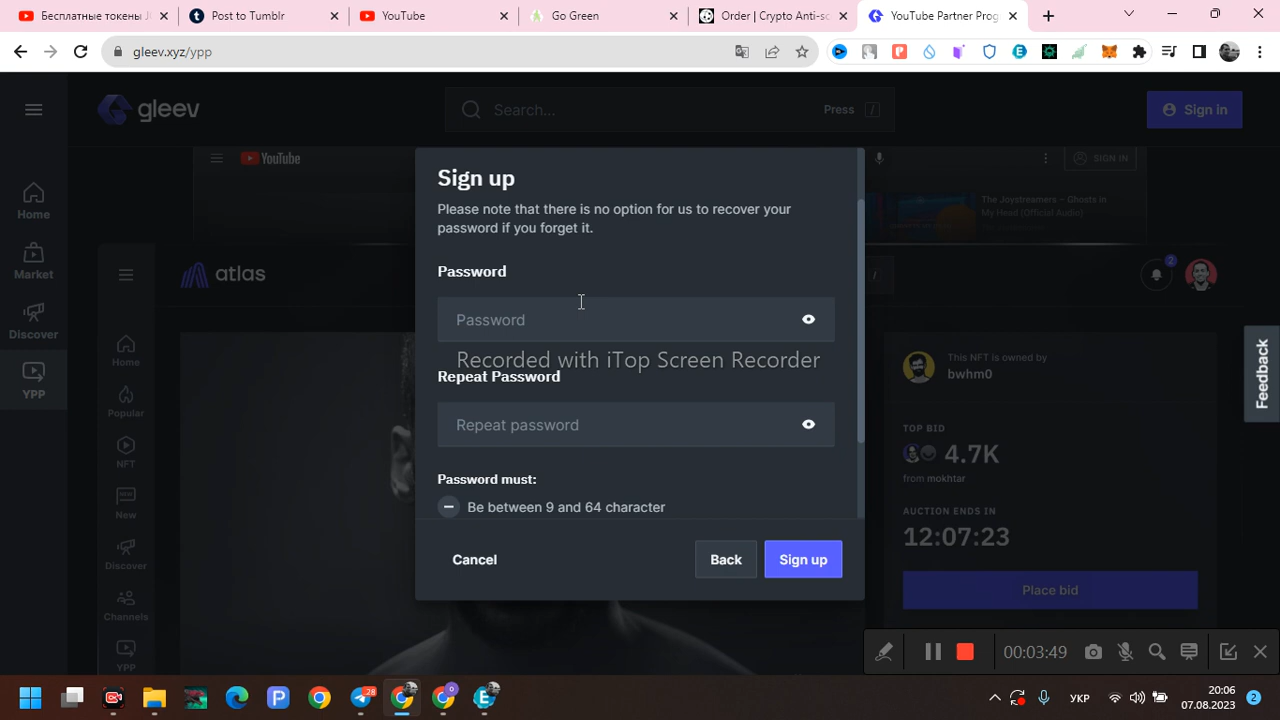 Бесплатные токены J
Post to Tumblr
YouTube
Go Green
Order | Crypto Anti-sc
YouTube Partner Prog
gleev.xyz/ypp
gleev
Search...
Press /
Sign in
YouTube
SIGN IN
The Joystreamers – Ghosts In
My Head (Official Audio)
Home
Market
Discover
YPP
atlas
/
2
Home
Popular
NFT
New
Discover
Channels
YPP
Sign up
Please note that there is no option for us to recover your
password if you forget it.
Password
Password
Recorded with iTop Screen Recorder
Repeat Password
Repeat password
Password must:
Be between 9 and 64 character
Cancel
Back
Sign up
This NFT is owned by
bwhm0
TOP BID
4.7K
from mokhtar
AUCTION ENDS IN
12:07:23
Place bid
Feedback
00:03:49
28
УКР
20:06
07.08.2023
2